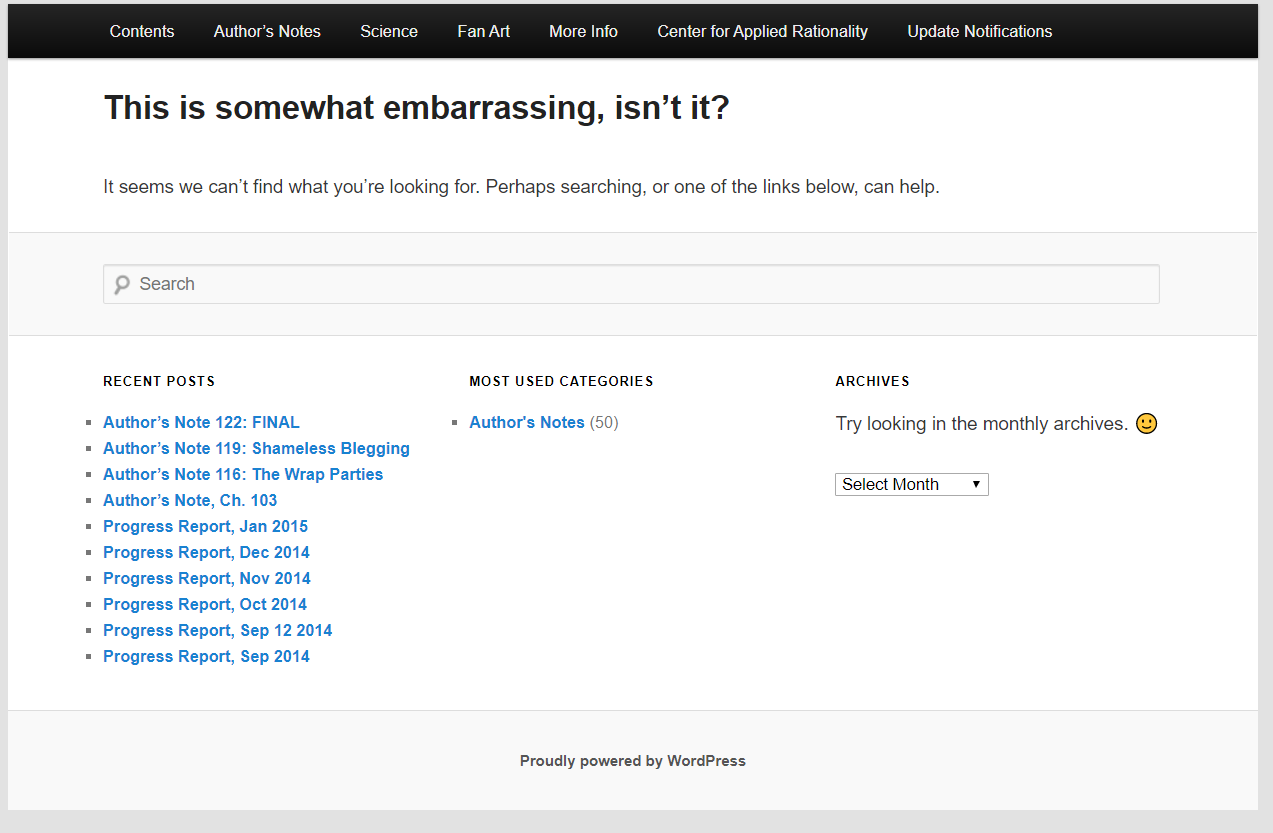 Contents Author’s Notes Science Fan Art More Info Center for Applied Rationality Update Notifications
This is somewhat embarrassing, isn’t it?
It seems we can’t find what you’re looking for. Perhaps searching, or one of the links below, can help.
Search
RECENT POSTS
Author’s Note 122: FINAL
Author’s Note 119: Shameless Blegging
Author’s Note 116: The Wrap Parties
Author’s Note, Ch. 103
Progress Report, Jan 2015
Progress Report, Dec 2014
Progress Report, Nov 2014
Progress Report, Oct 2014
Progress Report, Sep 12 2014
Progress Report, Sep 2014
MOST USED CATEGORIES
Author's Notes (50)
ARCHIVES
Try looking in the monthly archives. 🙂
Select Month
Proudly powered by WordPress